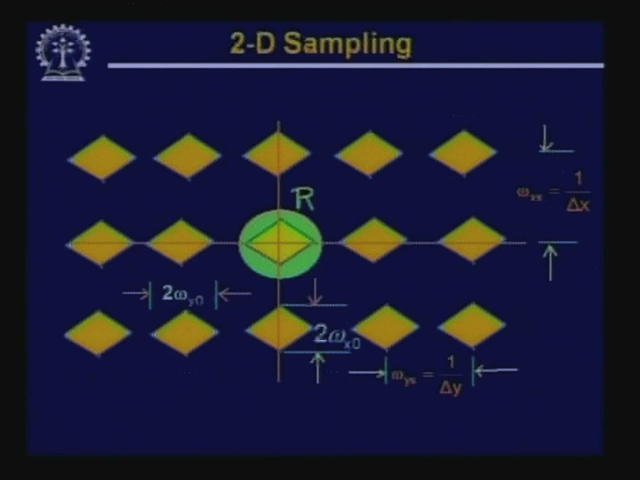 2-D Sampling
R
ωxs = 1/Δx
2ωy0
2ωx0
ωys = 1/Δy